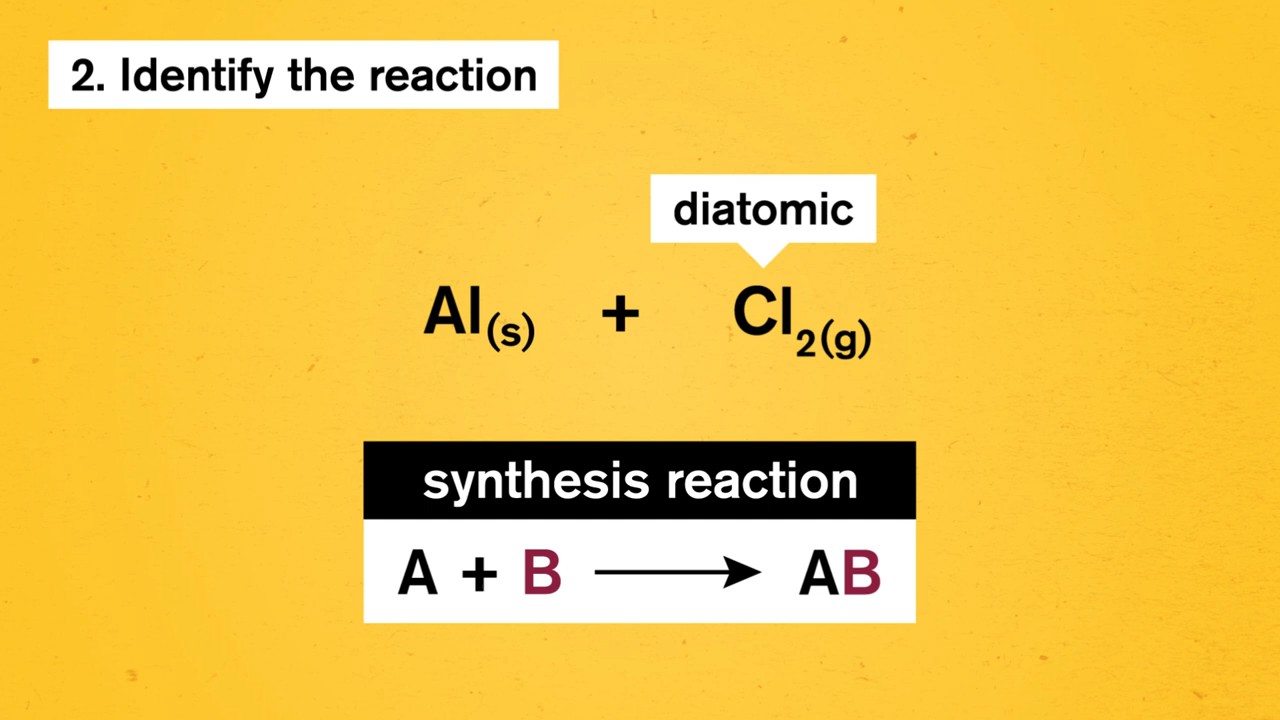 2. Identify the reaction
diatomic
Al(s) + Cl2(g)
synthesis reaction
A + B ⟶ AB